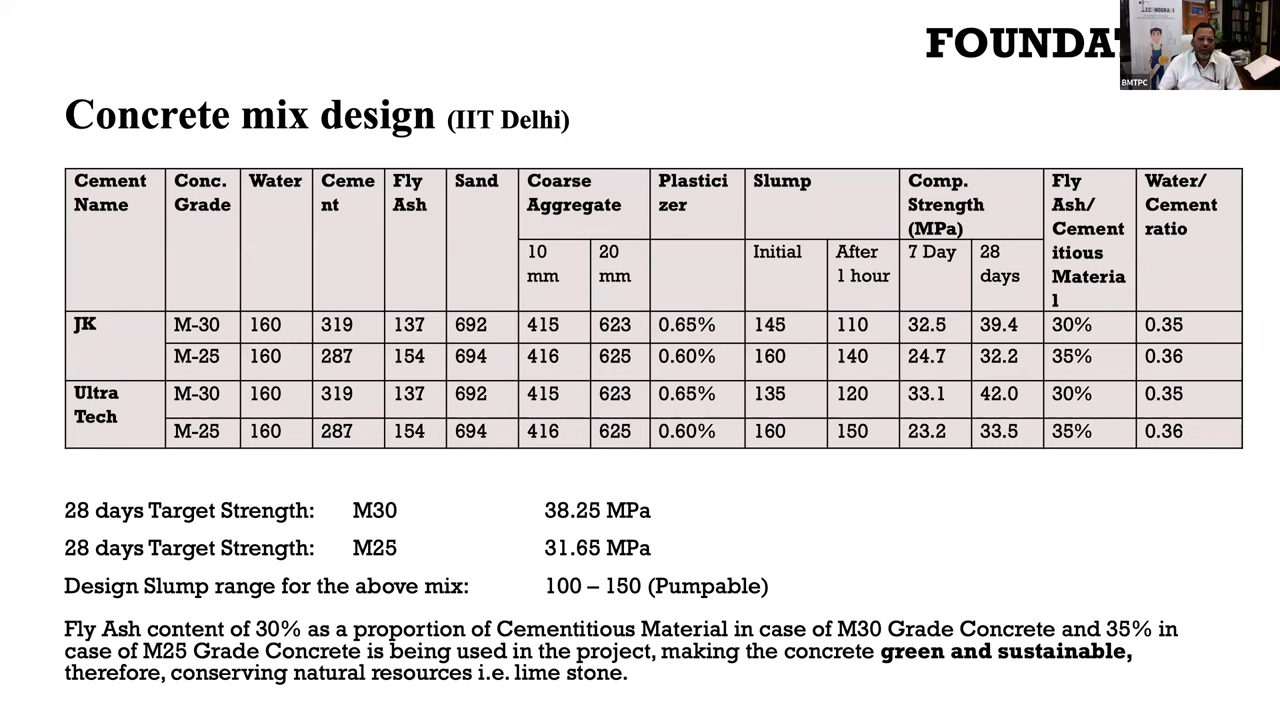 FOUNDAT
BMTPC
Concrete mix design (IIT Delhi)
Cement Name Conc. Grade Water Ceme nt Fly Ash Sand Coarse Aggregate Plastici zer Slump Comp. Strength (MPa) Fly Ash/ Cement itious Materia l Water/ Cement ratio
10 mm 20 mm Initial After 1 hour 7 Day 28 days
JK M-30 160 319 137 692 415 623 0.65% 145 110 32.5 39.4 30% 0.35
M-25 160 287 154 694 416 625 0.60% 160 140 24.7 32.2 35% 0.36
Ultra Tech M-30 160 319 137 692 415 623 0.65% 135 120 33.1 42.0 30% 0.35
M-25 160 287 154 694 416 625 0.60% 160 150 23.2 33.5 35% 0.36
28 days Target Strength: M30 38.25 MPa
28 days Target Strength: M25 31.65 MPa
Design Slump range for the above mix: 100 – 150 (Pumpable)
Fly Ash content of 30% as a proportion of Cementitious Material in case of M30 Grade Concrete and 35% in
case of M25 Grade Concrete is being used in the project, making the concrete green and sustainable,
therefore, conserving natural resources i.e. lime stone.